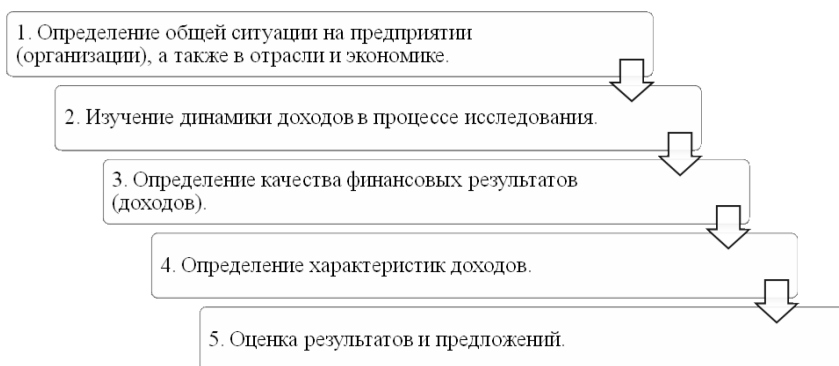 1. Определение общей ситуации на предприятии
(организации), а также в отрасли и экономике.
2. Изучение динамики доходов в процессе исследования.
3. Определение качества финансовых результатов
(доходов).
4. Определение характеристик доходов.
5. Оценка результатов и предложений.